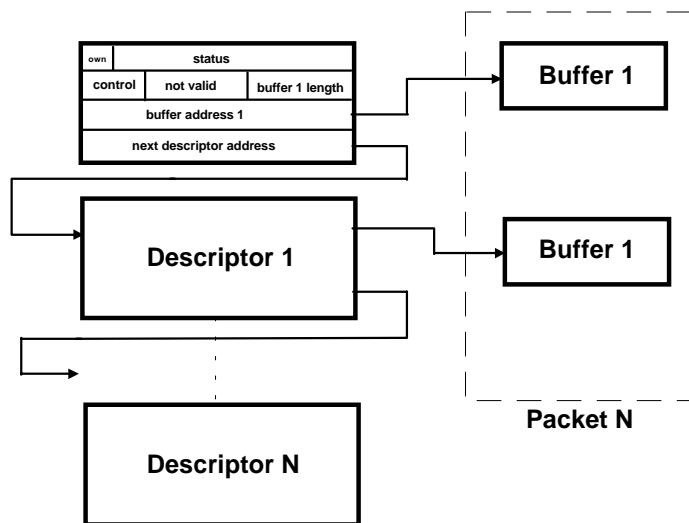 own status
control not valid buffer 1 length
buffer address 1
next descriptor address
Buffer 1
Descriptor 1
Buffer 1
Packet N
Descriptor N